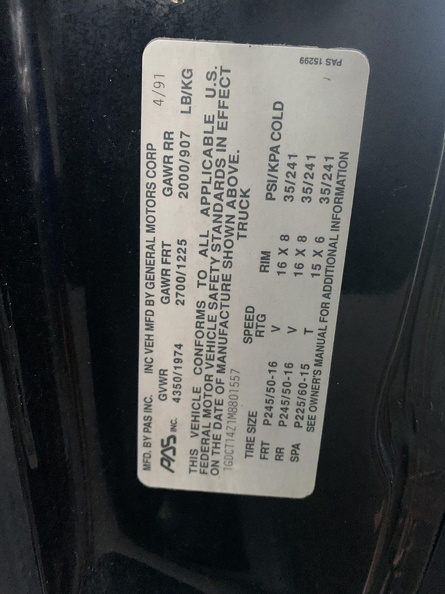 MFD. BY PAS INC. INC VEH MFD BY GENERAL MOTORS CORP 4/91
GVWR GAWR FRT GAWR RR
PAS INC. 4350/1974 2700/1225 2000/907 LB/KG
THIS VEHICLE CONFORMS TO ALL APPLICABLE U.S.
FEDERAL MOTOR VEHICLE SAFETY STANDARDS IN EFFECT
ON THE DATE OF MANUFACTURE SHOWN ABOVE.
1GDCT14Z1M8801557 TRUCK
TIRE SIZE SPEED RTG RIM PSI/KPA COLD
FRT P245/50-16 V 16 X 8 35/241
RR P245/50-16 V 16 X 8 35/241
SPA P225/60-15 T 15 X 6 35/241
SEE OWNER'S MANUAL FOR ADDITIONAL INFORMATION
PAS 15299